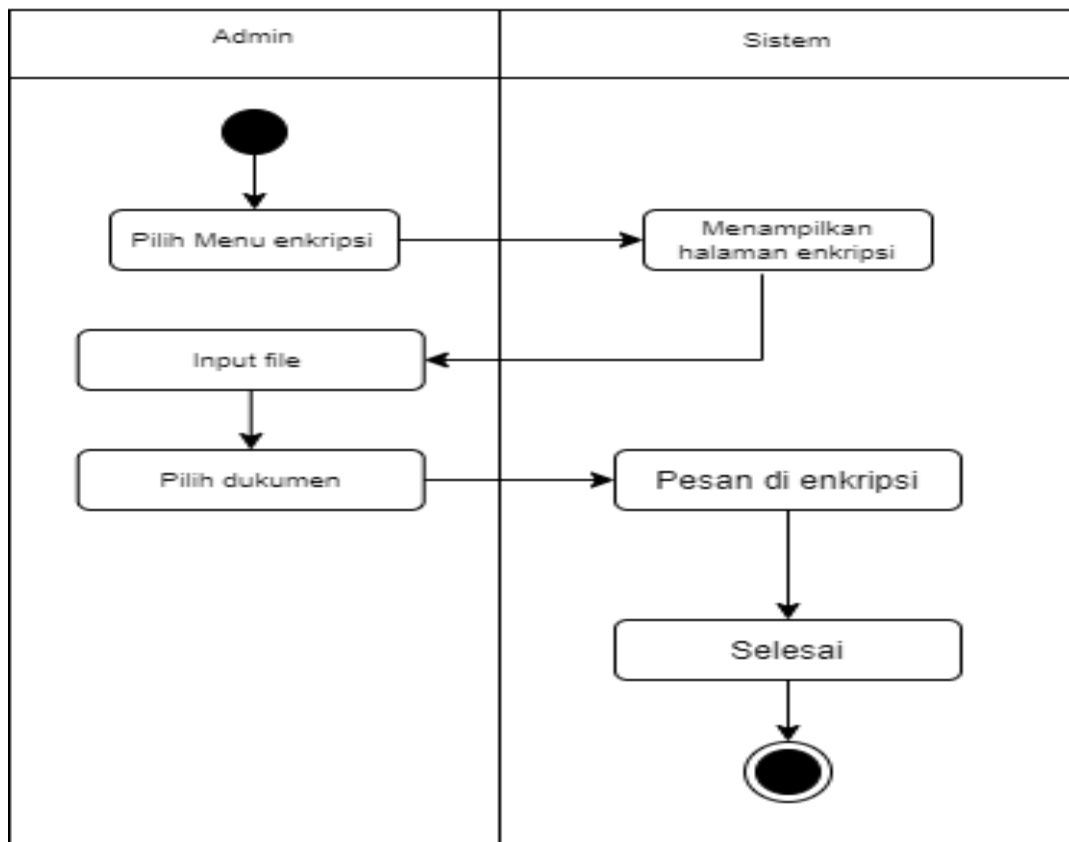 Admin
Sistem
Pilih Menu enkripsi
Menampilkan
halaman enkripsi
Input file
Pilih dukumen
Pesan di enkripsi
Selesai